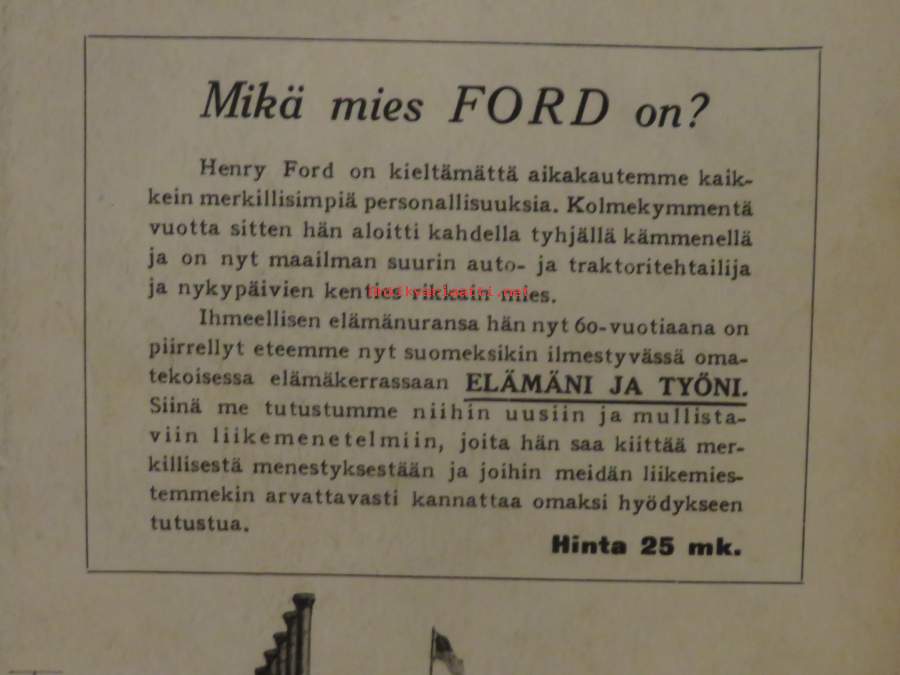 Mikä mies FORD on?
Henry Ford on kieltämättä aikakautemme kaik-
kein merkillisimpiä personallisuuksia. Kolmekymmentä
vuotta sitten hän aloitti kahdella tyhjällä kämmenellä
ja on nyt maailman suurin auto- ja traktoritehtailija
ja nykypäivien kenties rikkain mies.
Ihmeellisen elämänuransa hän nyt 60-vuotiaana on
piirrellyt eteemme nyt suomeksikin ilmestyvässä oma-
tekoisessa elämäkerrassaan ELÄMÄNI JA TYÖNI.
Siinä me tutustumme niihin uusiin ja mullista-
viin liikemenetelmiin, joita hän saa kiittää mer-
killisestä menestyksestään ja joihin meidän liikemies-
temmekin arvattavasti kannattaa omaksi hyödykseen
tutustua.
Hinta 25 mk.